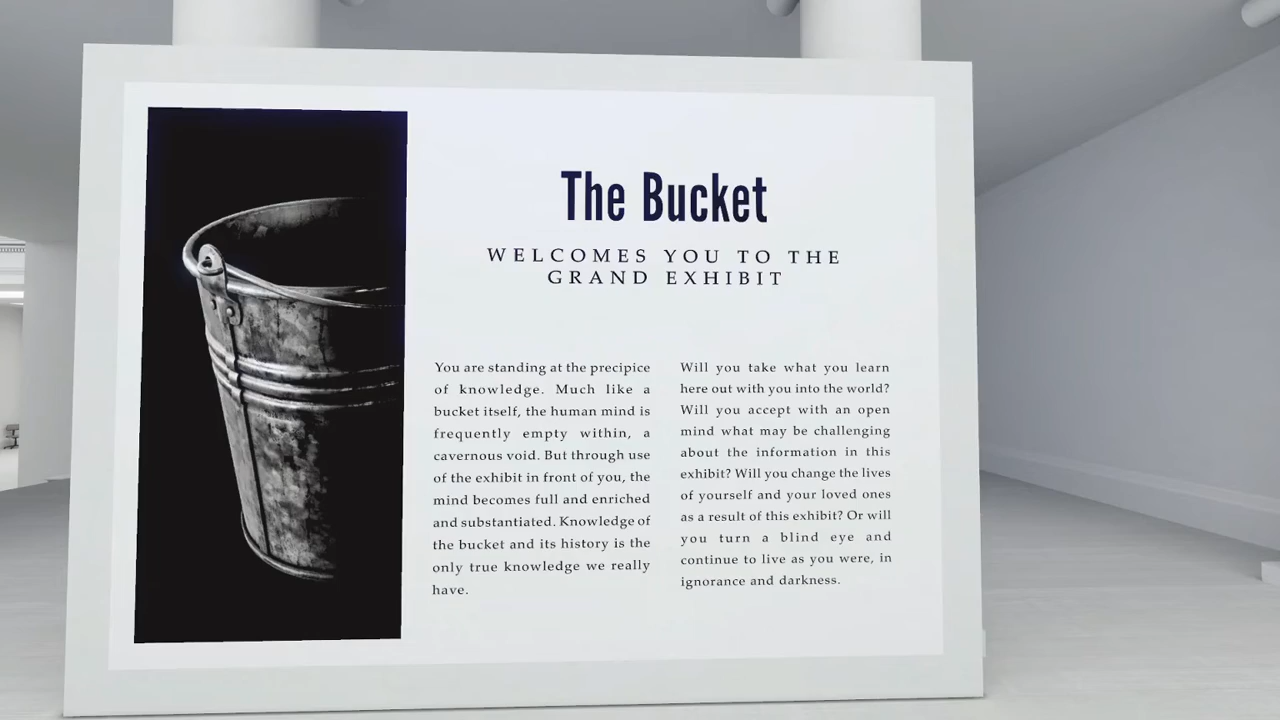 The Bucket
WELCOMES YOU TO THE
GRAND EXHIBIT
You are standing at the precipice
of knowledge. Much like a
bucket itself, the human mind is
frequently empty within, a
cavernous void. But through use
of the exhibit in front of you, the
mind becomes full and enriched
and substantiated. Knowledge of
the bucket and its history is the
only true knowledge we really
have.
Will you take what you learn
here out with you into the world?
Will you accept with an open
mind what may be challenging
about the information in this
exhibit? Will you change the lives
of yourself and your loved ones
as a result of this exhibit? Or will
you turn a blind eye and
continue to live as you were, in
ignorance and darkness.